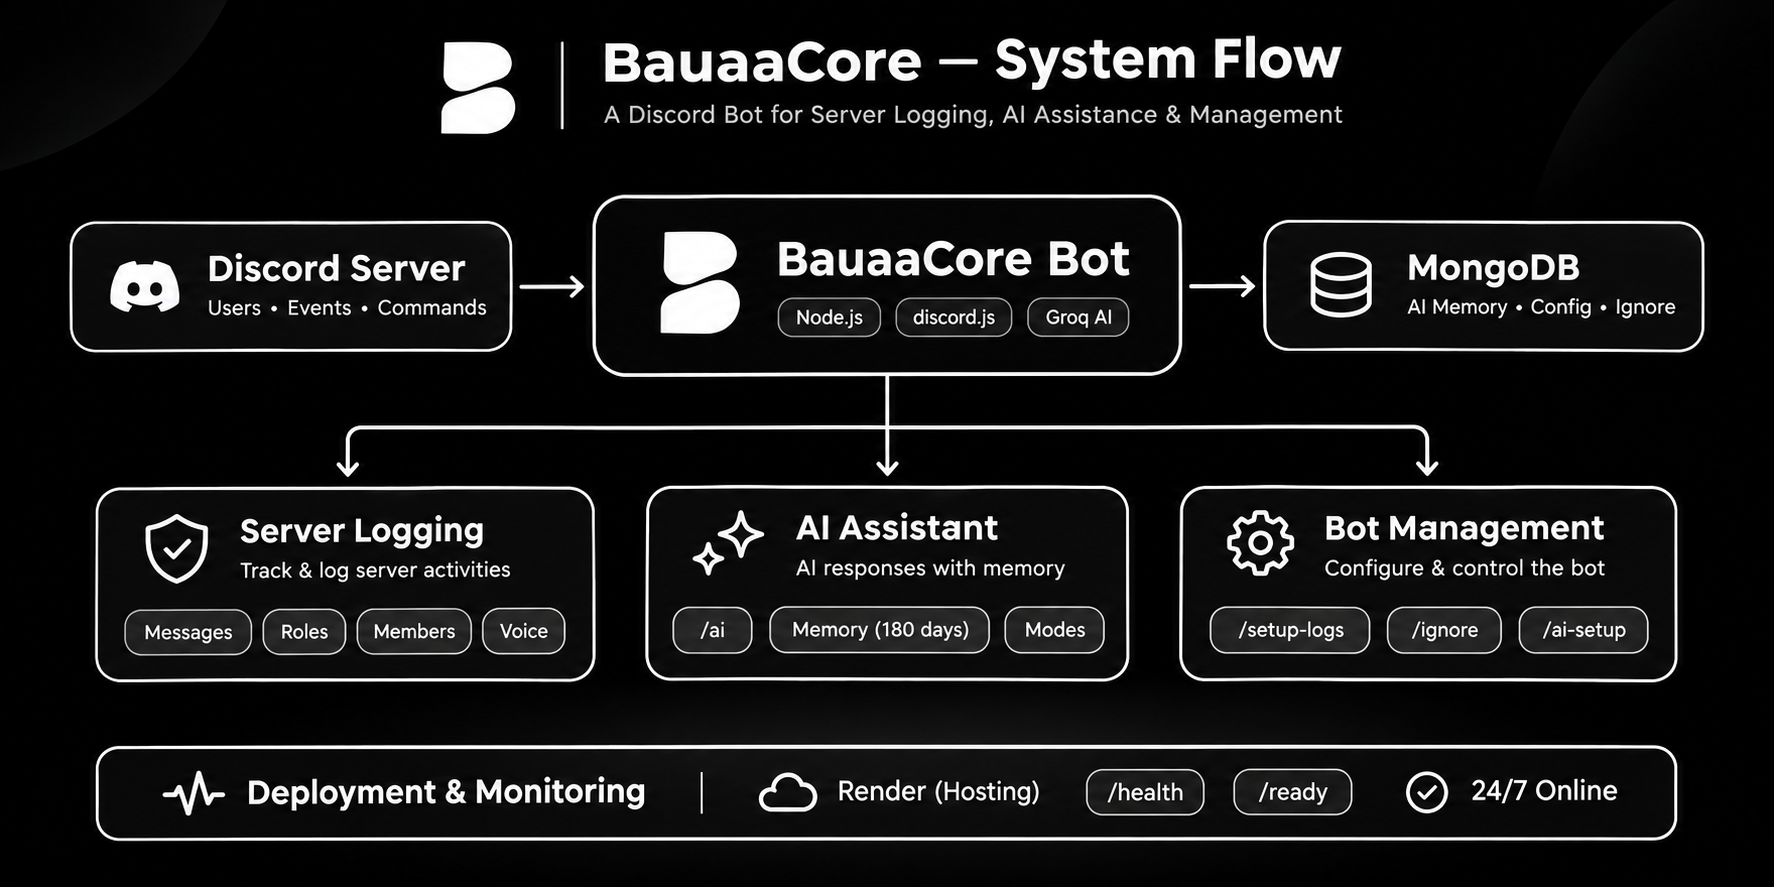 BauaaCore — System Flow
A Discord Bot for Server Logging, AI Assistance & Management
Discord Server
Users • Events • Commands
BauaaCore Bot
Node.js
discord.js
Groq AI
MongoDB
AI Memory • Config • Ignore
Server Logging
Track & log server activities
Messages
Roles
Members
Voice
AI Assistant
AI responses with memory
/ai
Memory (180 days)
Modes
Bot Management
Configure & control the bot
/setup-logs
/ignore
/ai-setup
Deployment & Monitoring
Render (Hosting)
/health
/ready
24/7 Online